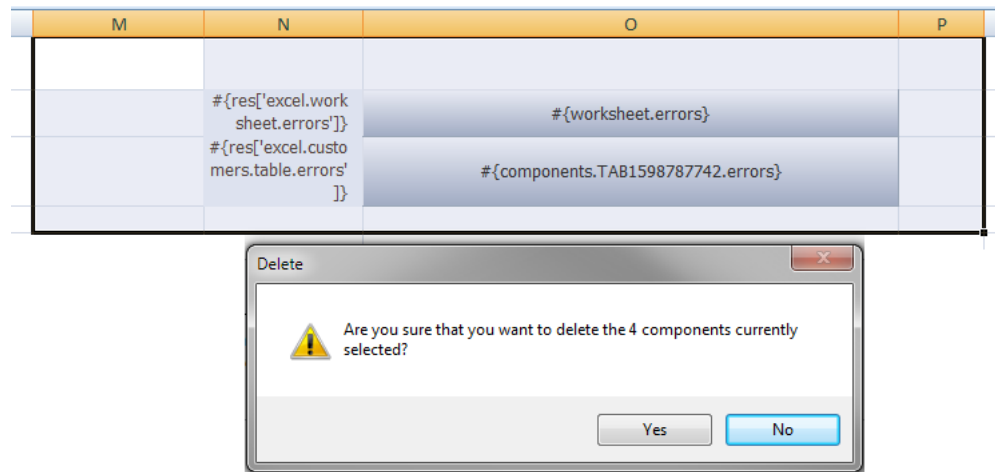 M N O P
#{res['excel.work
sheet.errors']}
#{worksheet.errors}
#{res['excel.custo
mers.table.errors'
]}
#{components.TAB1598787742.errors}
Delete
Are you sure that you want to delete the 4 components currently
selected?
Yes No